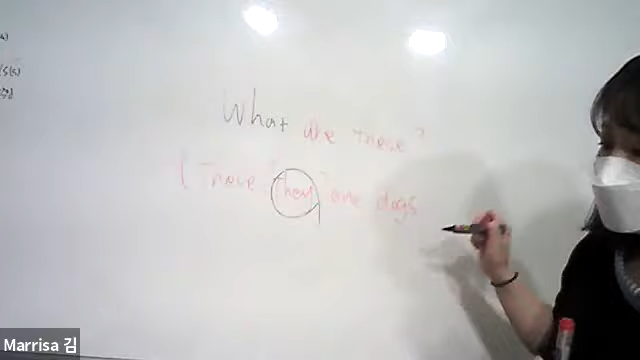 What are these?
( These They are dogs
Marrisa 김